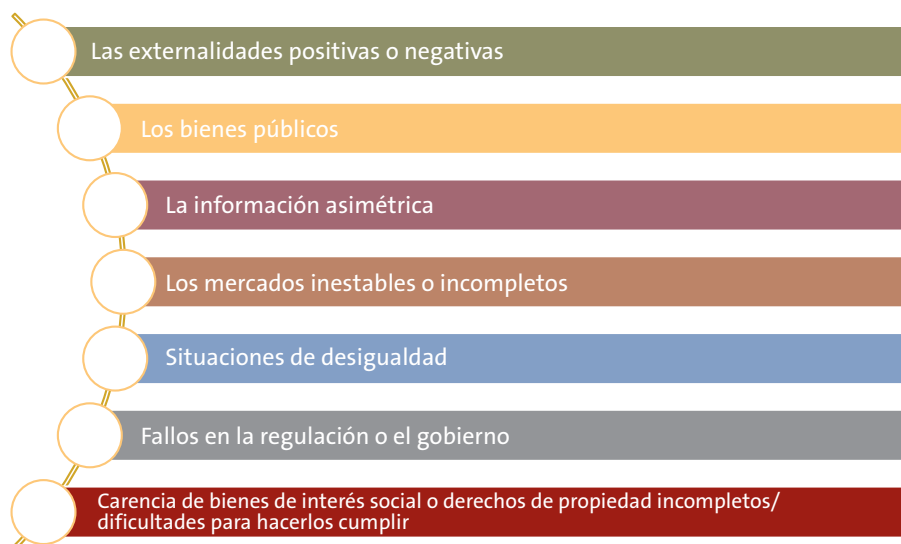 Las externalidades positivas o negativas
Los bienes públicos
La información asimétrica
Los mercados inestables o incompletos
Situaciones de desigualdad
Fallos en la regulación o el gobierno
Carencia de bienes de interés social o derechos de propiedad incompletos/
dificultades para hacerlos cumplir